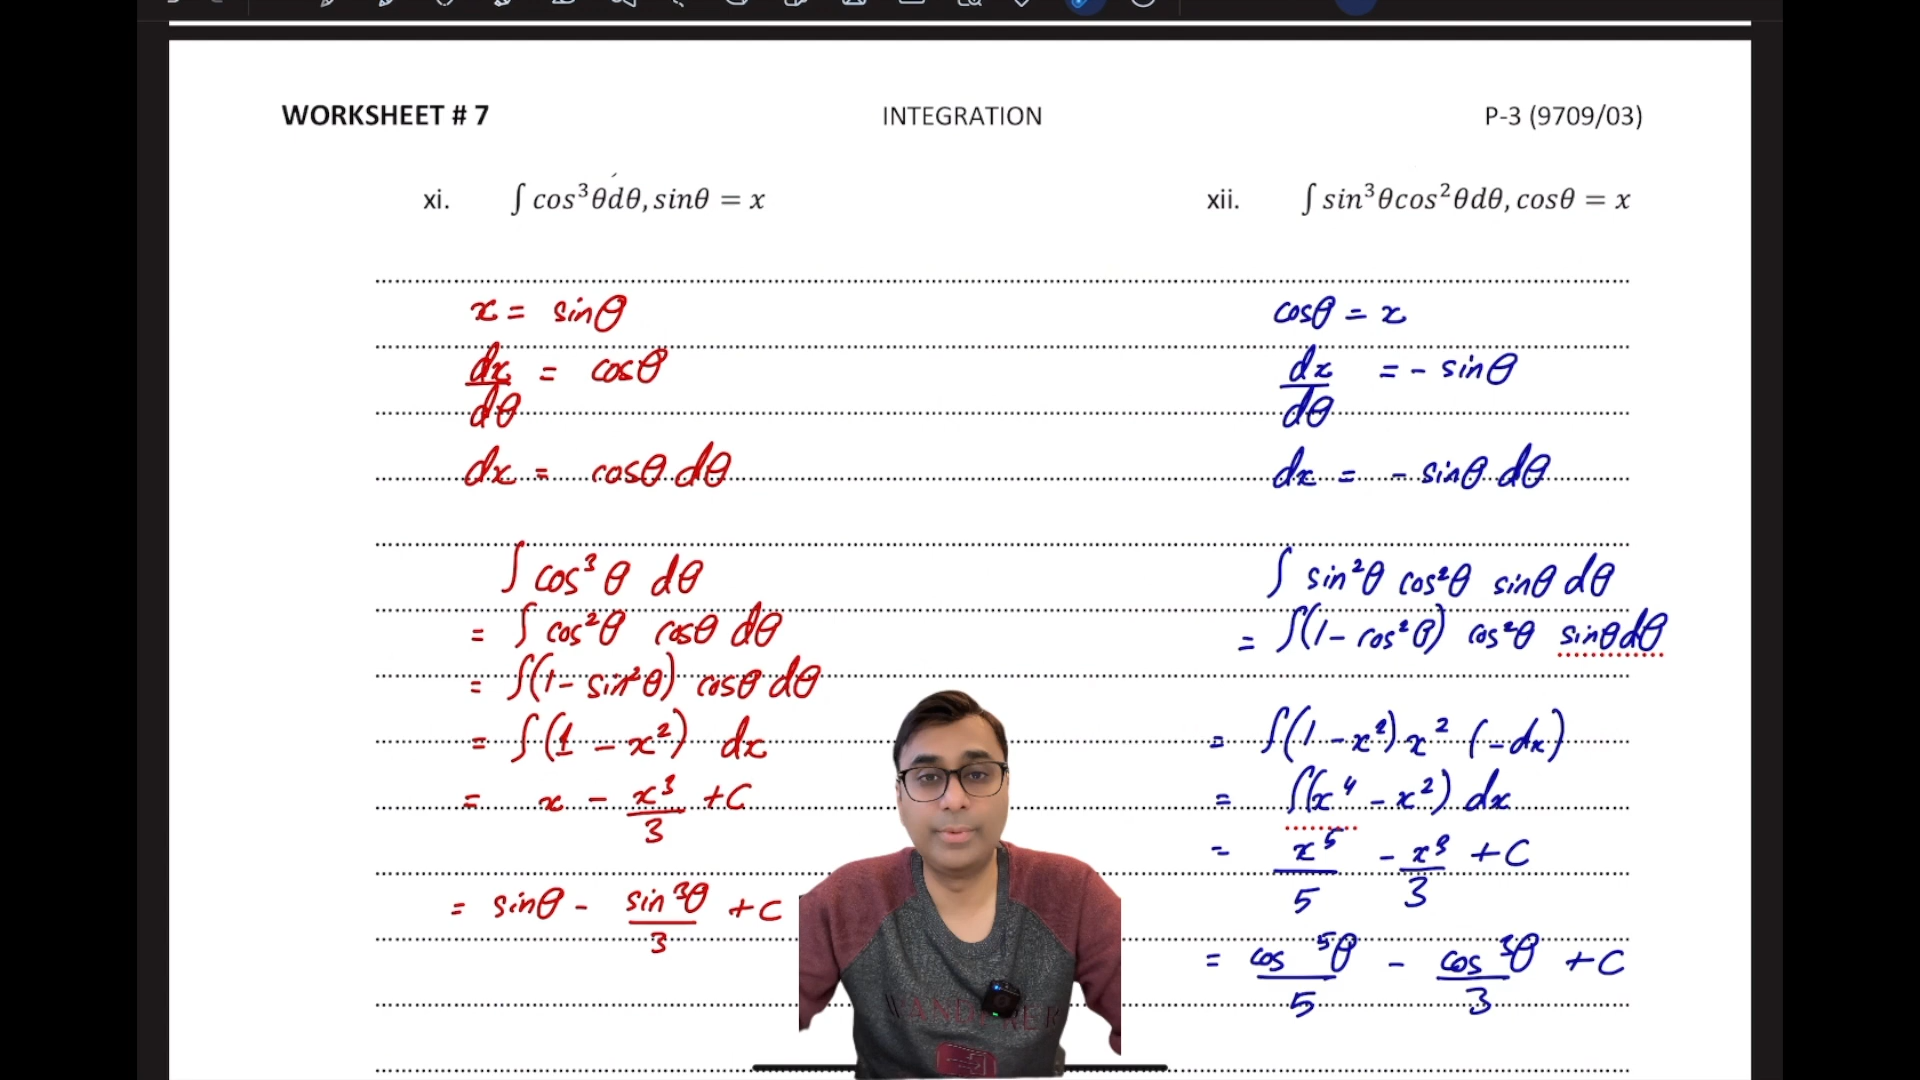 WORKSHEET # 7 INTEGRATION P-3 (9709/03)
xi. ∫ cos³θdθ, sinθ = x
x = sinθ
dx/dθ = cosθ
dx = cosθ dθ
∫ cos³θ dθ
= ∫ cos²θ cosθ dθ
= ∫(1 - sin²θ) cosθ dθ
= ∫(1 - x²) dx
= x - x³/3 + C
= sinθ - sin³θ/3 + C
xii. ∫ sin³θcos²θdθ, cosθ = x
cosθ = x
dx/dθ = - sinθ
dx = - sinθ dθ
∫ sin²θ cos²θ sinθ dθ
= ∫(1 - cos²θ) cos²θ sinθ dθ
= ∫(1 - x²) x² (-dx)
= ∫(x⁴ - x²) dx
= x⁵/5 - x³/3 + C
= cos⁵θ/5 - cos³θ/3 + C
WANDERER